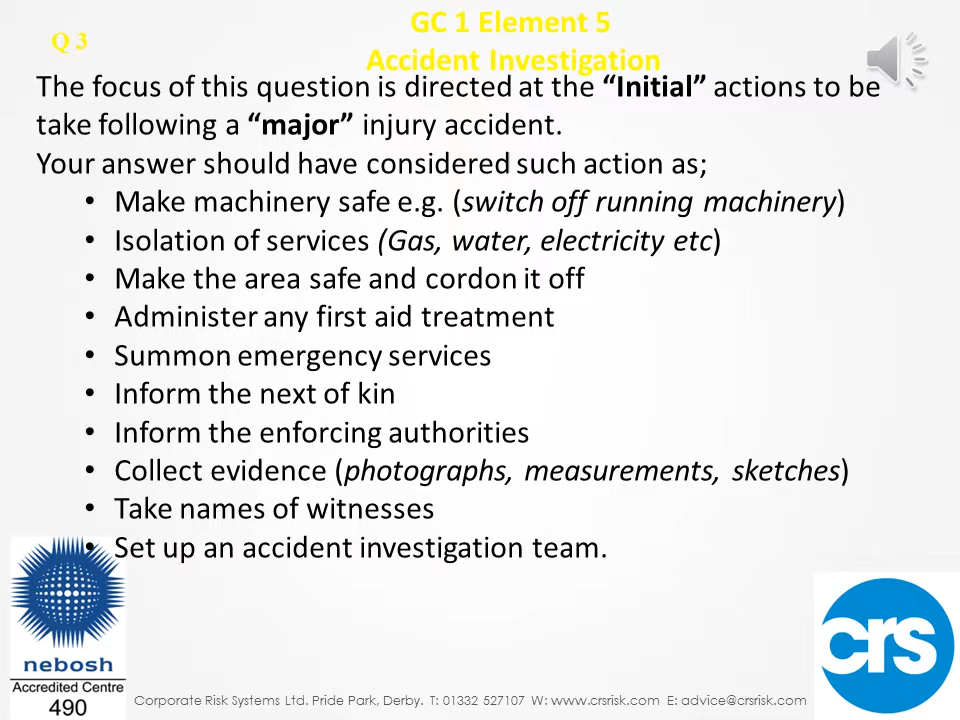 Q 3
GC 1 Element 5
Accident Investigation
The focus of this question is directed at the “Initial” actions to be
take following a “major” injury accident.
Your answer should have considered such action as;
• Make machinery safe e.g. (switch off running machinery)
• Isolation of services (Gas, water, electricity etc)
• Make the area safe and cordon it off
• Administer any first aid treatment
• Summon emergency services
• Inform the next of kin
• Inform the enforcing authorities
• Collect evidence (photographs, measurements, sketches)
• Take names of witnesses
• Set up an accident investigation team.
nebosh
Accredited Centre
490
Corporate Risk Systems Ltd. Pride Park, Derby. T: 01332 527107 W: www.crsrisk.com E: advice@crsrisk.com
crs